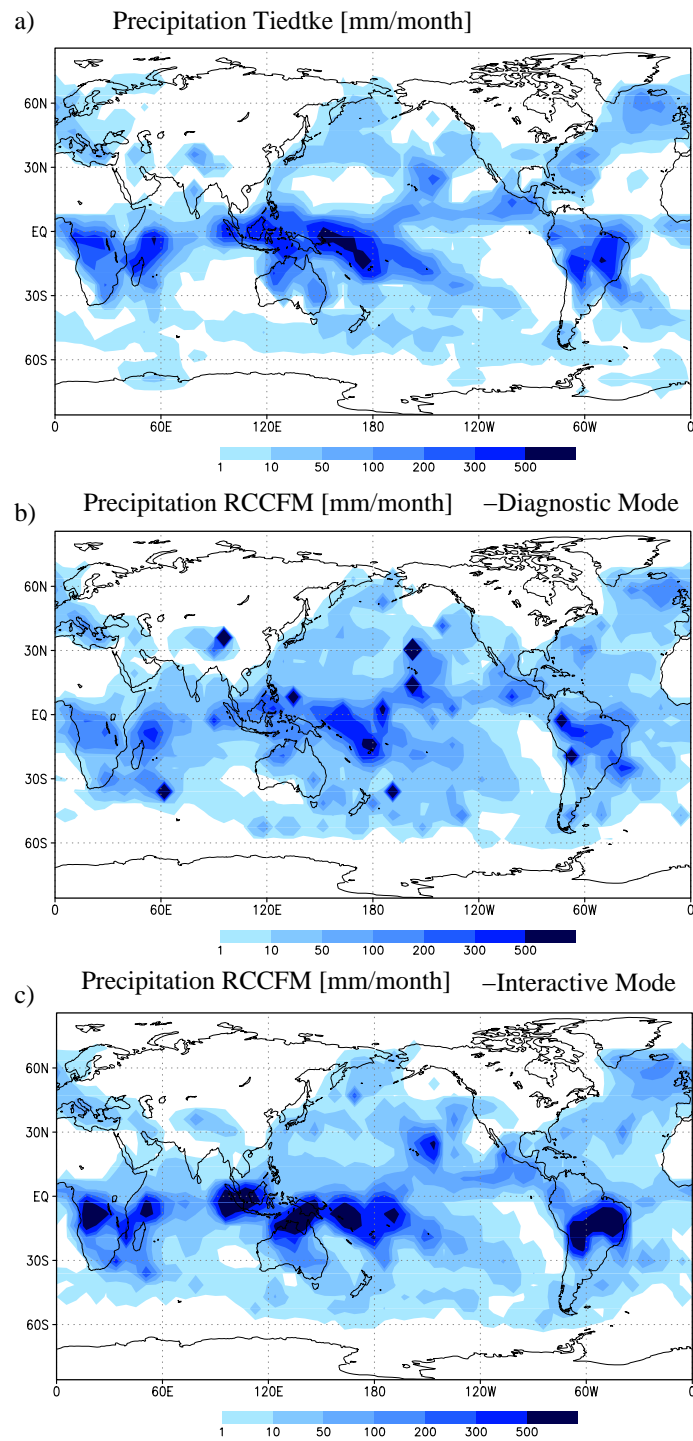 a) Precipitation Tiedtke [mm/month]
60N
30N
EQ
30S
60S
0 60E 120E 180 120W 60W 0
1 10 50 100 200 300 500
Precipitation RCCFM [mm/month] −Diagnostic Mode
b)
60N
30N
EQ
30S
60S
0 60E 120E 180 120W 60W 0
1 10 50 100 200 300 500
Precipitation RCCFM [mm/month] −Interactive Mode
c)
60N
30N
EQ
30S
60S
0 60E 120E 180 120W 60W 0
1 10 50 100 200 300 500